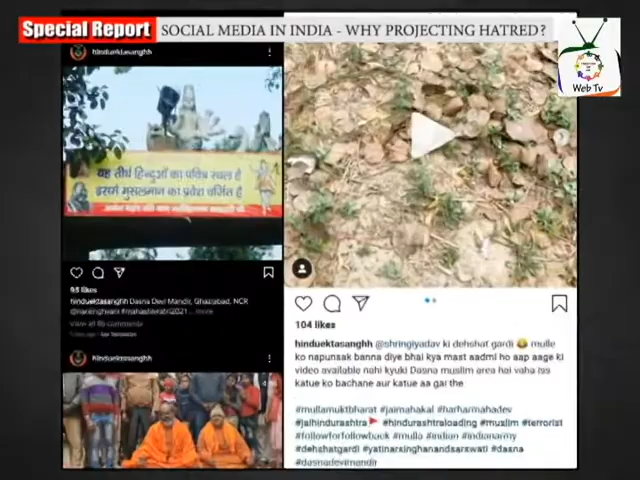 Special Report
SOCIAL MEDIA IN INDIA - WHY PROJECTING HATRED?
Web Tv
hinduektasanghh
यह तीर्थ हिन्दुओं का पवित्र स्थल है
इसमें मुसलमान का प्रवेश वर्जित है
95 likes
hinduektasanghh Dasna Devi Mandir, Ghaziabad, NCR
hinduektasanghh
104 likes
hinduektasanghh @shringiyadav ki dehshat gardi 😂 mulle
ko napunsak banna diye bhai kya mast aadmi ho aap aage ki
video available nahi kyuki Dasna muslim area hai vaha iss
katue ko bachane aur katue aa gai the
#mullamuktbharat #jaimahakal #harharmahadev
#jaihindurashtra🚩 #hindurashtraloading #muslim #terrorist
#followforfollowback #mulla #indian #indianarmy
#dehshatgardi #yatinarsinghanandsarswati #dasna
#dasnadevimandir